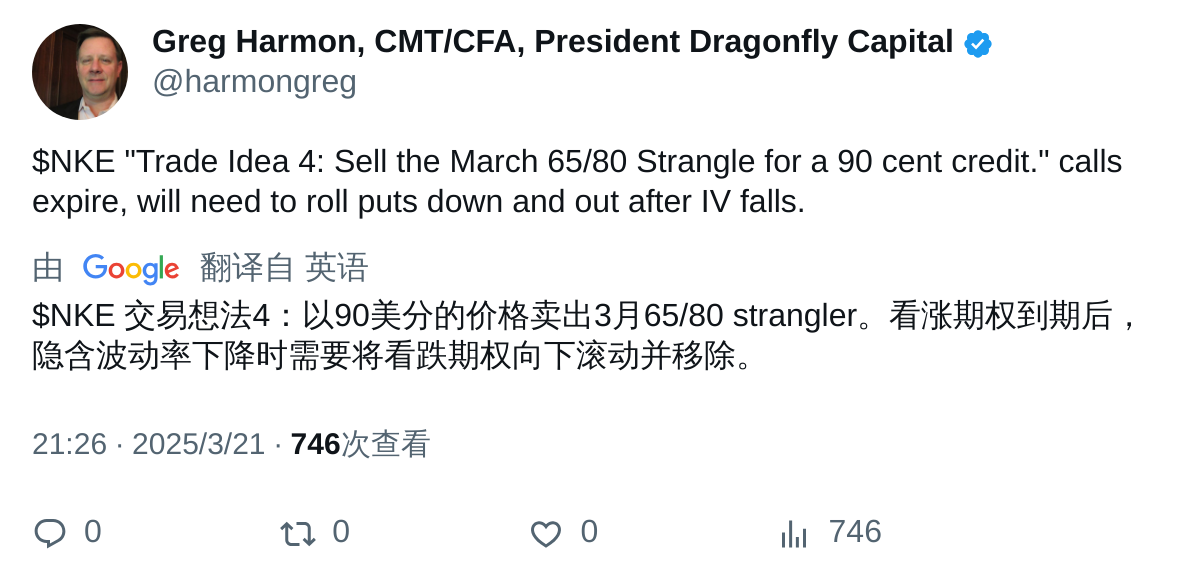 Greg Harmon, CMT/CFA, President Dragonfly Capital
@harmongreg
$NKE "Trade Idea 4: Sell the March 65/80 Strangle for a 90 cent credit." calls
expire, will need to roll puts down and out after IV falls.
由 Google 翻译自 英语
$NKE 交易想法4：以90美分的价格卖出3月65/80 strangler。看涨期权到期后，
隐含波动率下降时需要将看跌期权向下滚动并移除。
21:26 · 2025/3/21 · 746次查看
0 0 0 746